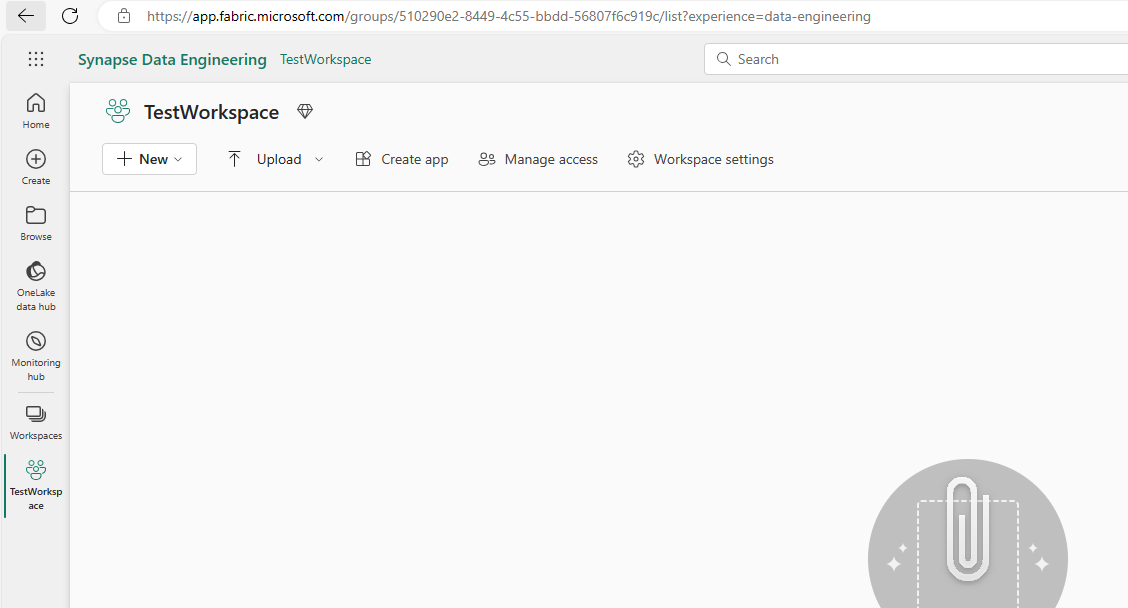 https://app.fabric.microsoft.com/groups/510290e2-8449-4c55-bbdd-56807f6c919c/list?experience=data-engineering
Synapse Data Engineering TestWorkspace
Search
TestWorkspace
New Upload Create app Manage access Workspace settings
Home
Create
Browse
OneLake
data hub
Monitoring
hub
Workspaces
TestWorksp
ace